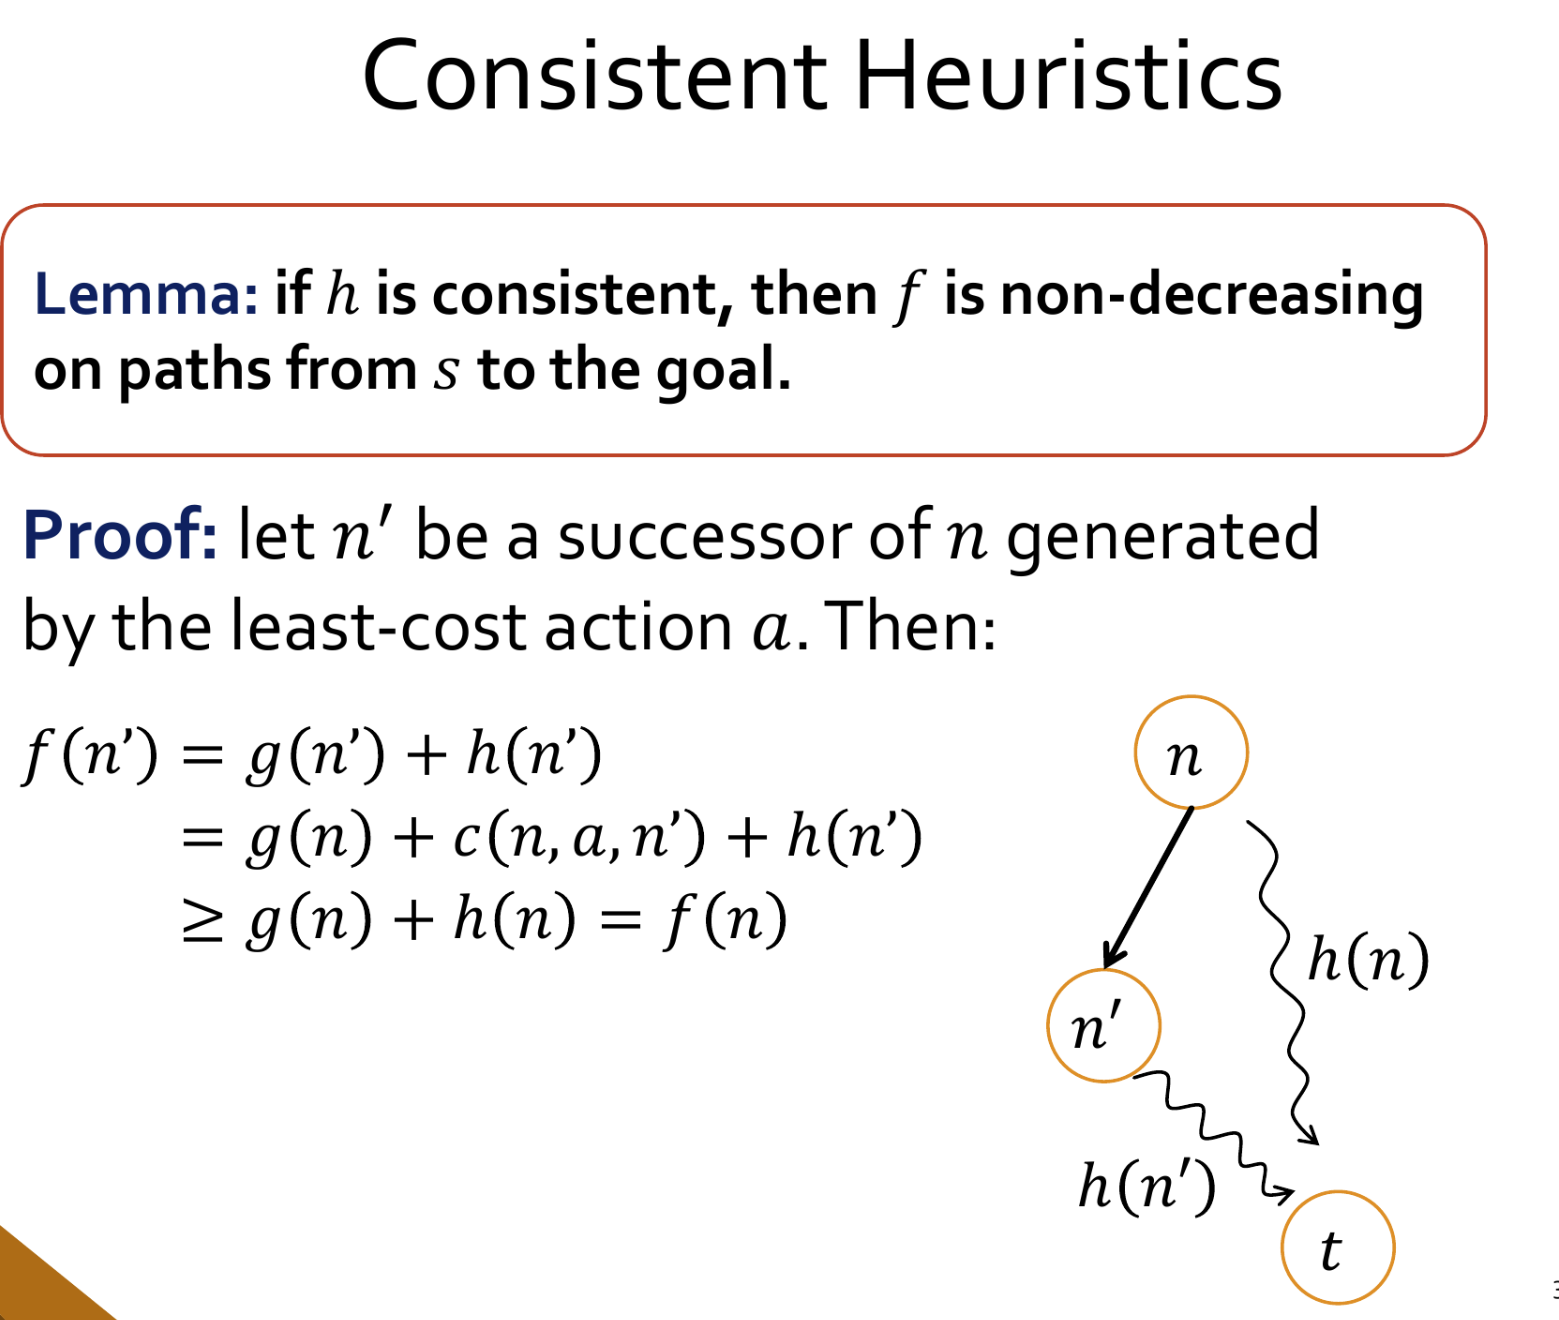 Consistent Heuristics
Lemma: if ℎ is consistent, then 𝑓 is non-decreasing
on paths from 𝑠 to the goal.
Proof: let 𝑛′ be a successor of 𝑛 generated
by the least-cost action 𝑎. Then:
𝑓(𝑛’) = 𝑔(𝑛’) + ℎ(𝑛’)
= 𝑔(𝑛) + 𝑐(𝑛, 𝑎, 𝑛’) + ℎ(𝑛’)
≥ 𝑔(𝑛) + ℎ(𝑛) = 𝑓(𝑛)
𝑛
ℎ(𝑛)
𝑛′
ℎ(𝑛′)
𝑡